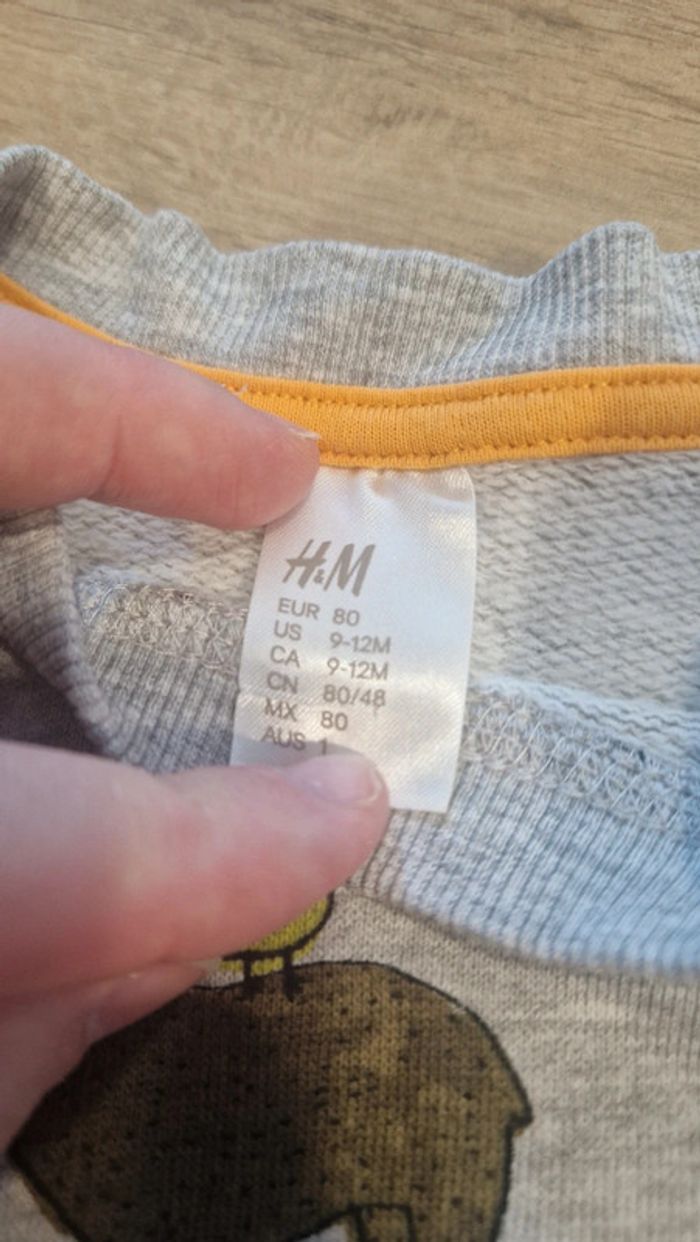 H&M
EUR 80
US 9-12M
CA 9-12M
CN 80/48
MX 80
AUS 1